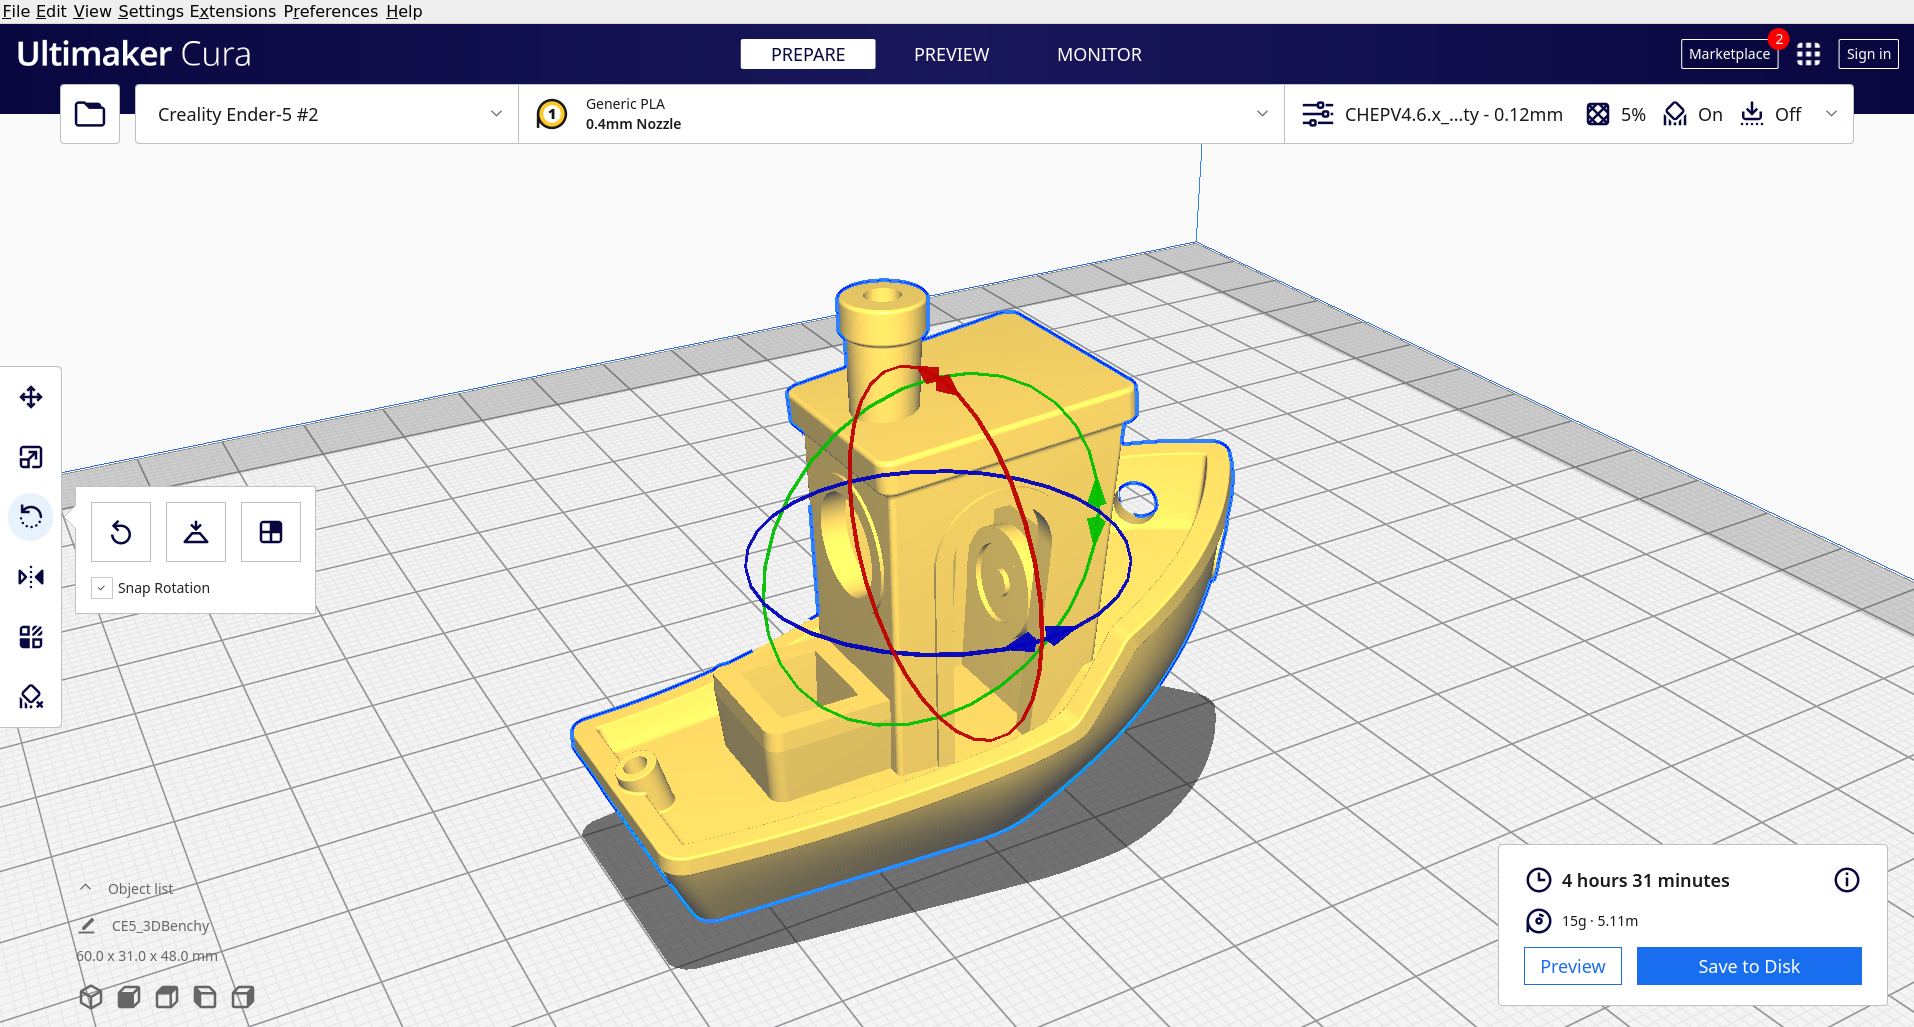 File Edit View Settings Extensions Preferences Help
Ultimaker Cura
PREPARE PREVIEW MONITOR
Marketplace 2 Sign in
Creality Ender-5 #2
1 Generic PLA
0.4mm Nozzle
CHEPV4.6.x_...ty - 0.12mm 5% On Off
Snap Rotation
Object list
CE5_3DBenchy
60.0 x 31.0 x 48.0 mm
4 hours 31 minutes
15g · 5.11m
Preview Save to Disk